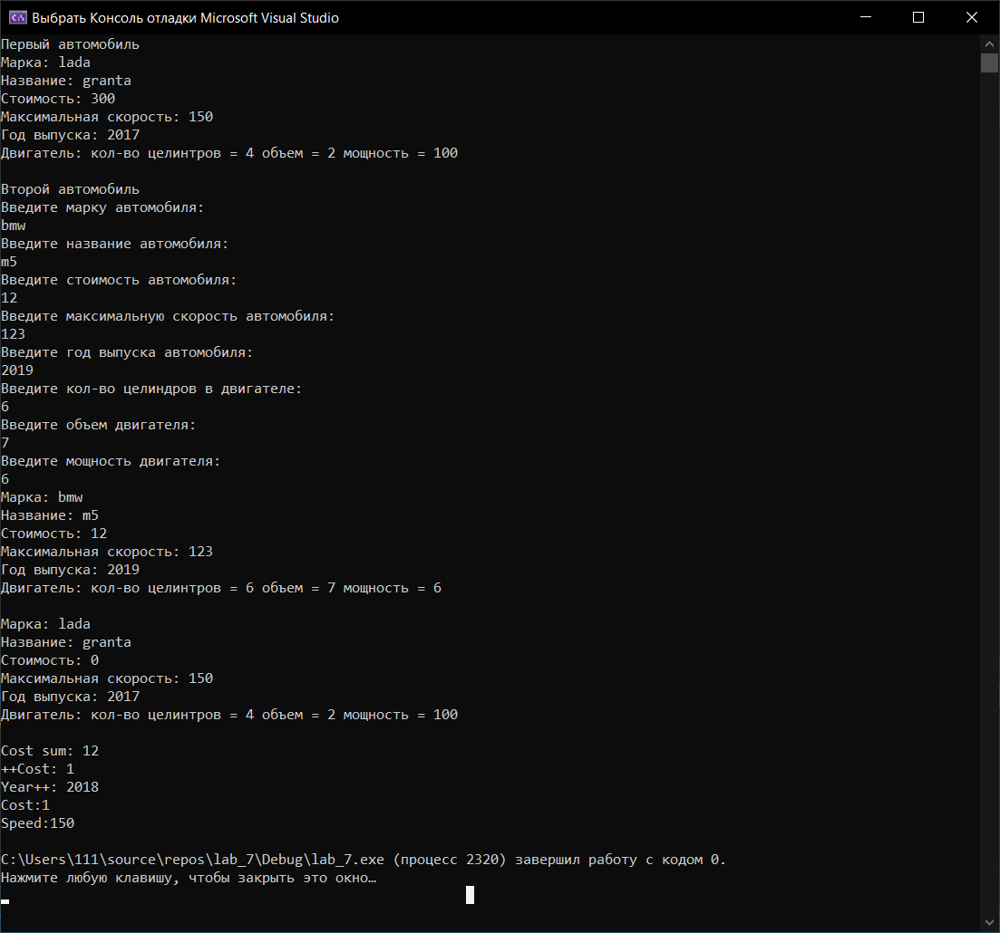 Выбрать Консоль отладки Microsoft Visual Studio
Первый автомобиль
Марка: lada
Название: granta
Стоимость: 300
Максимальная скорость: 150
Год выпуска: 2017
Двигатель: кол-во целинтров = 4 объем = 2 мощность = 100
Второй автомобиль
Введите марку автомобиля:
bmw
Введите название автомобиля:
m5
Введите стоимость автомобиля:
12
Введите максимальную скорость автомобиля:
123
Введите год выпуска автомобиля:
2019
Введите кол-во целиндров в двигателе:
6
Введите объем двигателя:
7
Введите мощность двигателя:
6
Марка: bmw
Название: m5
Стоимость: 12
Максимальная скорость: 123
Год выпуска: 2019
Двигатель: кол-во целинтров = 6 объем = 7 мощность = 6
Марка: lada
Название: granta
Стоимость: 0
Максимальная скорость: 150
Год выпуска: 2017
Двигатель: кол-во целинтров = 4 объем = 2 мощность = 100
Cost sum: 12
++Cost: 1
Year++: 2018
Cost:1
Speed:150
C:\Users\111\source\repos\lab_7\Debug\lab_7.exe (процесс 2320) завершил работу с кодом 0.
Нажмите любую клавишу, чтобы закрыть это окно…